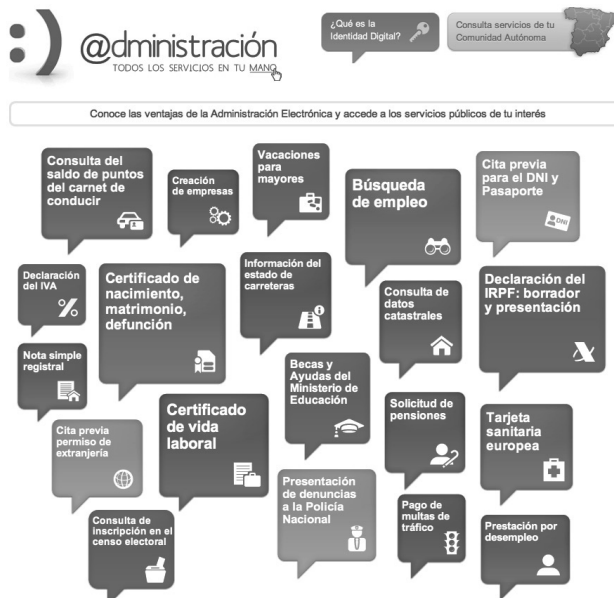 :)
@dministración
TODOS LOS SERVICIOS EN TU MANO
¿Qué es la
Identidad Digital?
Consulta servicios de tu
Comunidad Autónoma
Conoce las ventajas de la Administración Electrónica y accede a los servicios públicos de tu interés
Consulta del
saldo de puntos
del carnet de
conducir
Creación
de empresas
Vacaciones
para
mayores
Búsqueda
de empleo
Cita previa
para el DNI y
Pasaporte
DNI
Declaración
del IVA
%
Certificado de
nacimiento,
matrimonio,
defunción
Información del
estado de
carreteras
Consulta de
datos
catastrales
Declaración del
IRPF: borrador
y presentación
Nota simple
registral
Becas y
Ayudas del
Ministerio de
Educación
Cita previa
permiso de
extranjería
Certificado
de vida
laboral
Solicitud de
pensiones
Tarjeta
sanitaria
europea
Presentación
de denuncias
a la Policía
Nacional
Consulta de
inscripción en el
censo electoral
Pago de
multas de
tráfico
Prestación por
desempleo